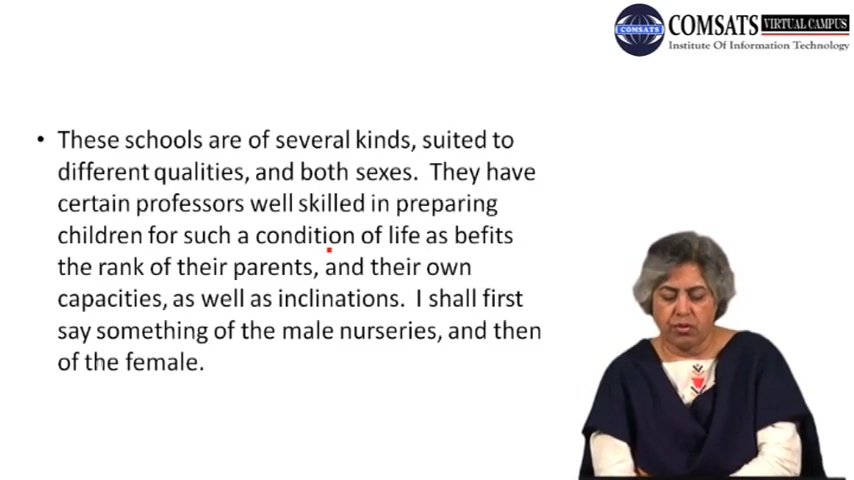 COMSATS VIRTUAL CAMPUS
COMSATS
Institute Of Information Technology
• These schools are of several kinds, suited to
different qualities, and both sexes. They have
certain professors well skilled in preparing
children for such a condition of life as befits
the rank of their parents, and their own
capacities, as well as inclinations. I shall first
say something of the male nurseries, and then
of the female.